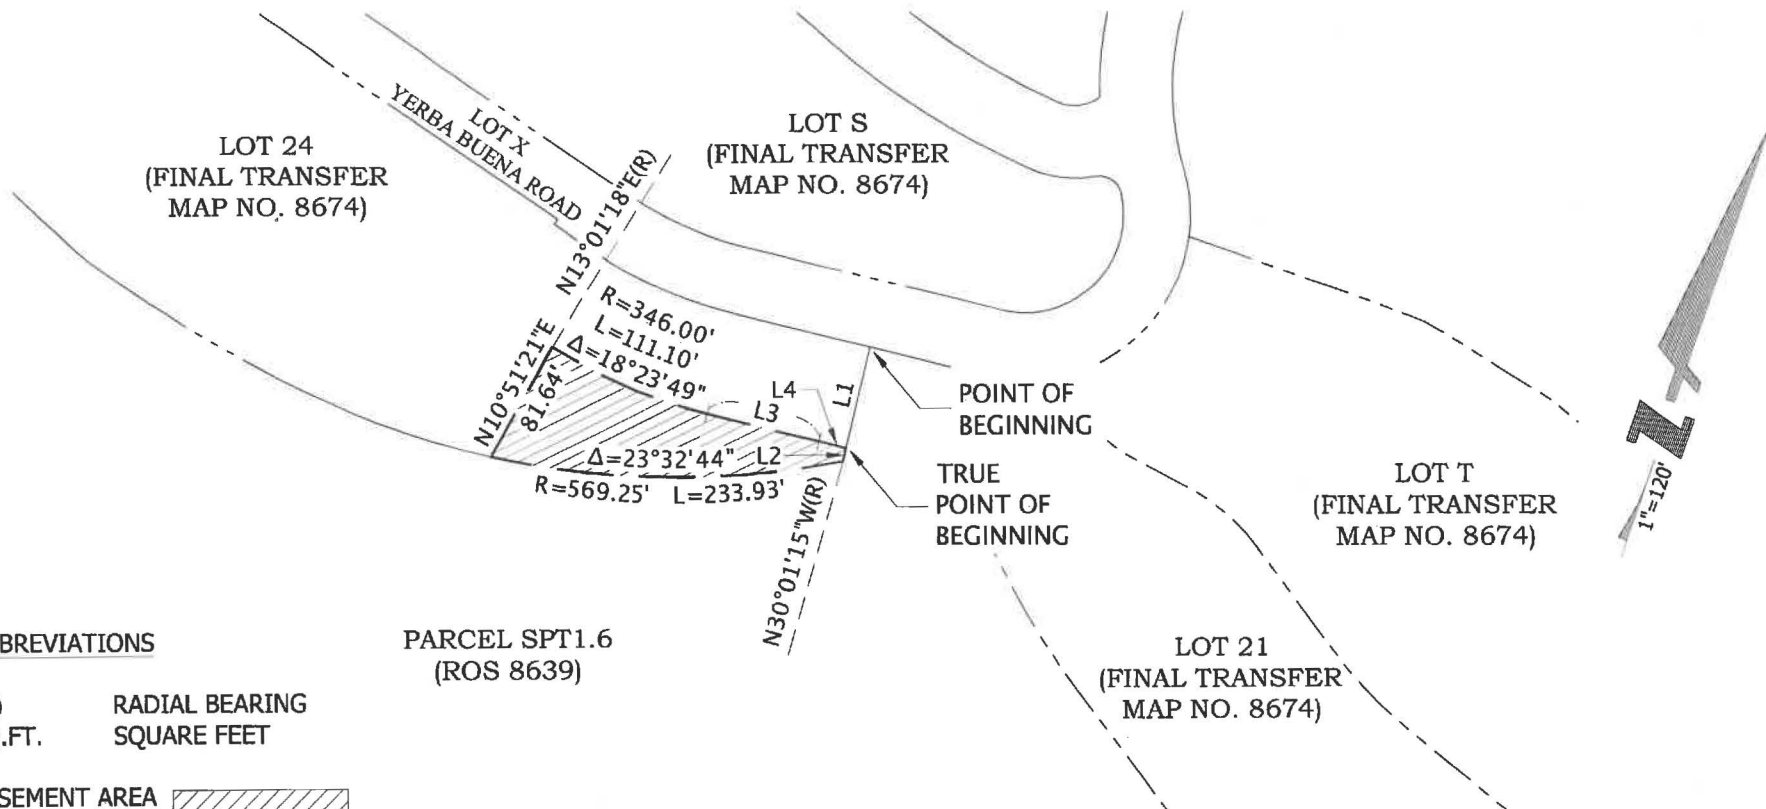 LOT 24
(FINAL TRANSFER
MAP NO. 8674)
LOT X
YERBA BUENA ROAD
LOT S
(FINAL TRANSFER
MAP NO. 8674)
N13°01'18"E(R)
N10°51'21"E
81.64'
R=346.00'
L=111.10'
Δ=18°23'49"
L4
L3
L1
L2
Δ=23°32'44"
R=569.25' L=233.93'
N30°01'15"W(R)
POINT OF
BEGINNING
TRUE
POINT OF
BEGINNING
LOT T
(FINAL TRANSFER
MAP NO. 8674)
N
1"=120'
LOT 21
(FINAL TRANSFER
MAP NO. 8674)
PARCEL SPT1.6
(ROS 8639)
BREVIATIONS
) RADIAL BEARING
.FT. SQUARE FEET
SEMENT AREA